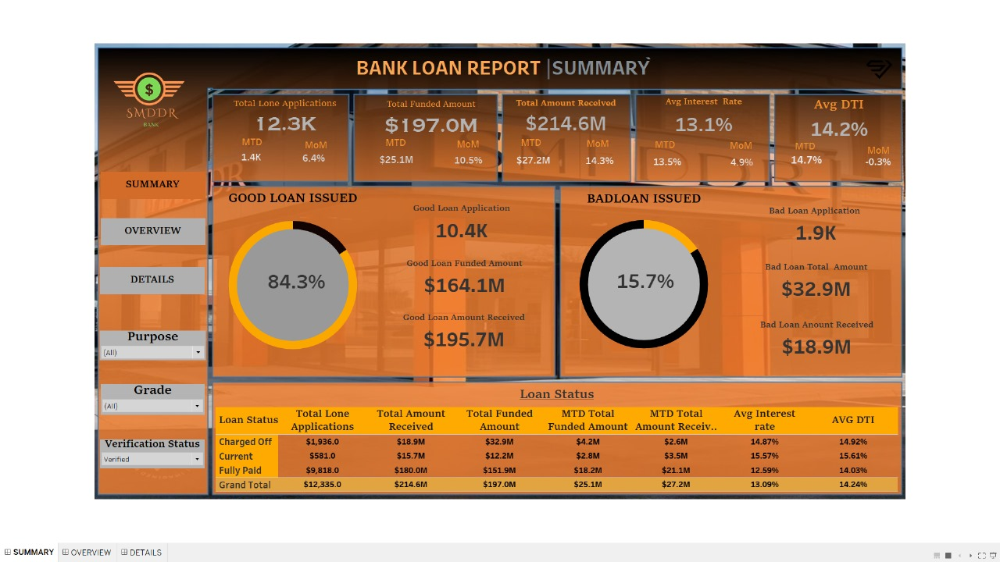 BANK LOAN REPORT |SUMMARY`
$
SMDDR
BANK
Total Lone Applications
12.3K
MTD MoM
1.4K 6.4%
Total Funded Amount
$197.0M
MTD MoM
$25.1M 10.5%
Total Amount Received
$214.6M
MTD MoM
$27.2M 14.3%
Avg Interest Rate
13.1%
MTD MoM
13.5% 4.9%
Avg DTI
14.2%
MTD MoM
14.7% -0.3%
SUMMARY
OVERVIEW
DETAILS
Purpose
(All)
Grade
(All)
Verification Status
Verified
GOOD LOAN ISSUED
84.3%
Good Loan Application
10.4K
Good Loan Funded Amount
$164.1M
Good Loan Amount Received
$195.7M
BADLOAN ISSUED
15.7%
Bad Loan Application
1.9K
Bad Loan Total Amount
$32.9M
Bad Loan Anount Received
$18.9M
Loan Status
Loan Status Total Lone Applications Total Amount Received Total Funded Amount MTD Total Funded Amount MTD Total Amount Receiv.. Avg Interest rate AVG DTI
Charged Off $1,936.0 $18.9M $32.9M $4.2M $2.6M 14.87% 14.92%
Current $581.0 $15.7M $12.2M $2.8M $3.5M 15.57% 15.61%
Fully Paid $9,818.0 $180.0M $151.9M $18.2M $21.1M 12.59% 14.03%
Grand Total $12,335.0 $214.6M $197.0M $25.1M $27.2M 13.09% 14.24%
SUMMARY OVERVIEW DETAILS